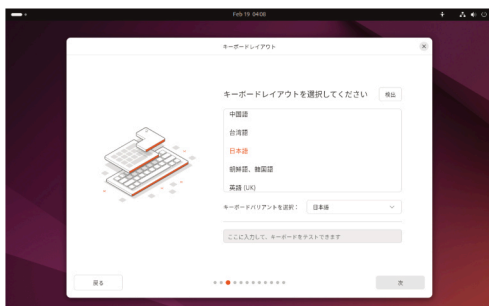 Feb 19 04:08
キーボードレイアウト
キーボードレイアウトを選択してください
検出
中国語
台湾語
日本語
朝鮮語、韓国語
英語 (UK)
キーボードバリアントを選択：
日本語
ここに入力して、キーボードをテストできます
戻る
次